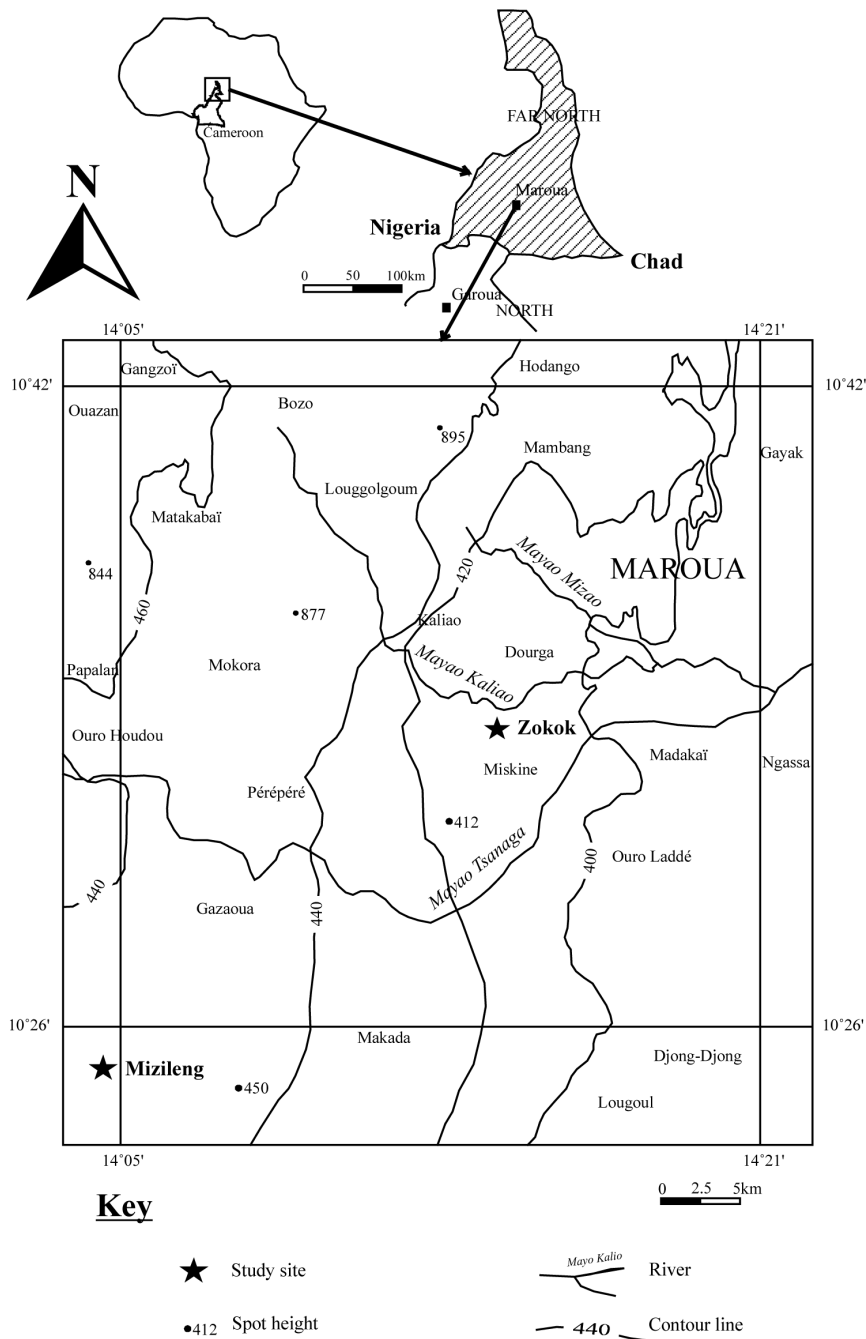 Cameroon
FAR NORTH
Maroua
N
Nigeria
Chad
0 50 100km
Garoua
NORTH
14°05'
14°21'
10°42'
10°42'
Gangzoï
Hodango
Ouazan
Bozo
895
Mambang
Gayak
Louggolgoum
Matakabaï
844
460
420
Mayao Mizao
MAROUA
877
Kaliao
Papalan
Mokora
Mayao Kaliao
Dourga
Ouro Houdou
Zokok
Madakaï
Ngassa
Miskine
Pérépéré
412
Mayao Tsanaga
400
Ouro Laddé
440
Gazaoua
440
10°26'
10°26'
Makada
Mizileng
450
Djong-Djong
Lougoul
14°05'
14°21'
0 2.5 5km
Key
Study site
Mayo Kalio
River
412 Spot height
440 Contour line